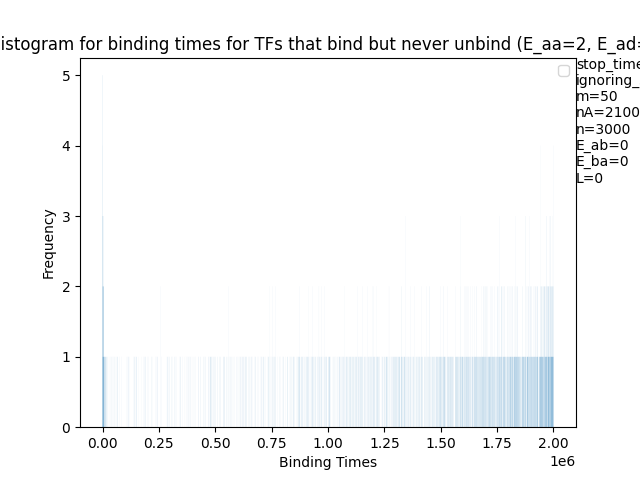 istogram for binding times for TFs that bind but never unbind (E_aa=2, E_ad=
stop_time
ignoring_
m=50
nA=2100
n=3000
E_ab=0
E_ba=0
L=0
5
4
3
2
1
0
Frequency
0.00 0.25 0.50 0.75 1.00 1.25 1.50 1.75 2.00
1e6
Binding Times